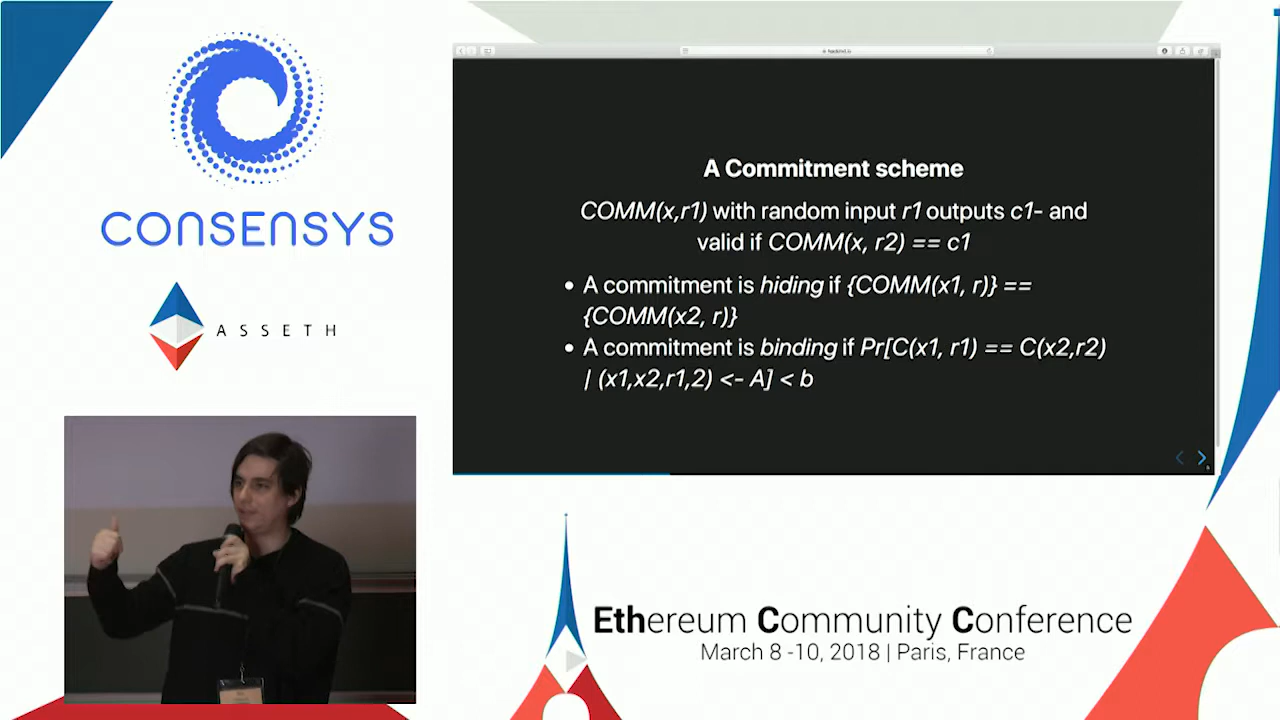 CONSENSYS
ASSETH
A Commitment scheme
COMM(x,r1) with random input r1 outputs c1- and
valid if COMM(x, r2) == c1
• A commitment is hiding if {COMM(x1, r)} ==
{COMM(x2, r)}
• A commitment is binding if Pr[C(x1, r1) == C(x2,r2)
| (x1,x2,r1,2) <- A] < b
Ethereum Community Conference
March 8 -10, 2018 | Paris, France